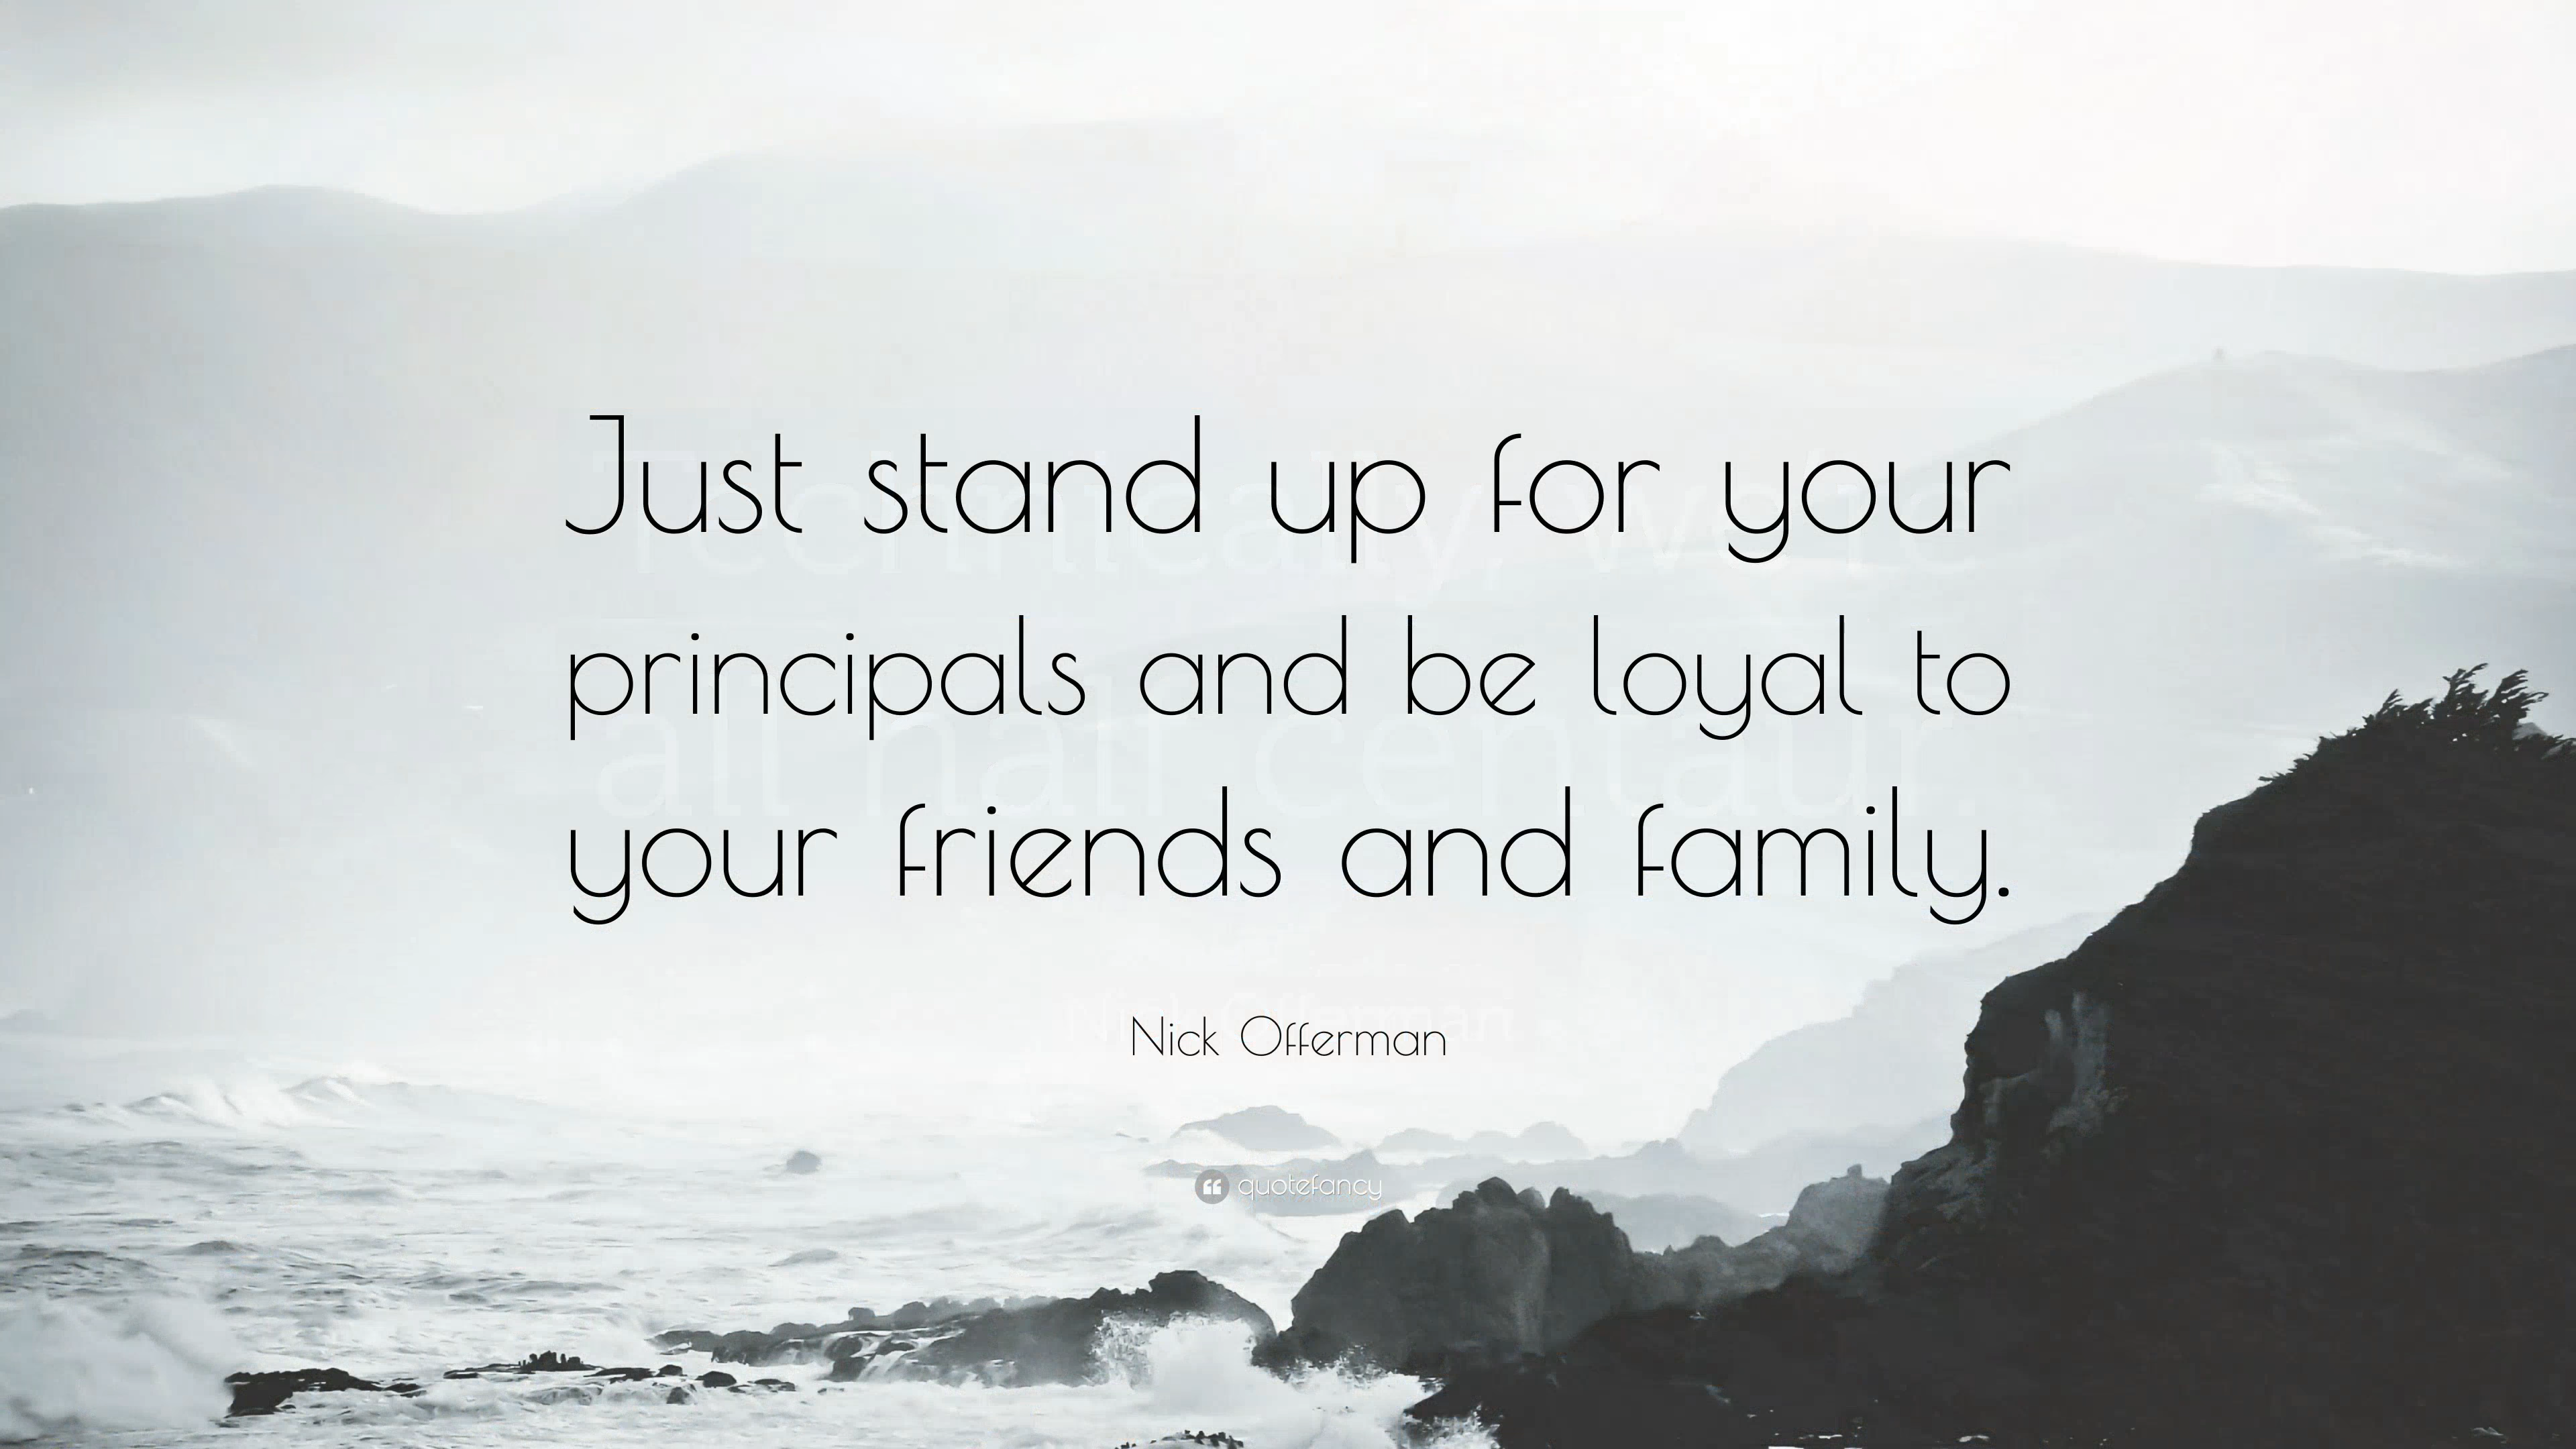 Just stand up for your
principals and be loyal to
your friends and family.
Nick Offerman
quotefancy